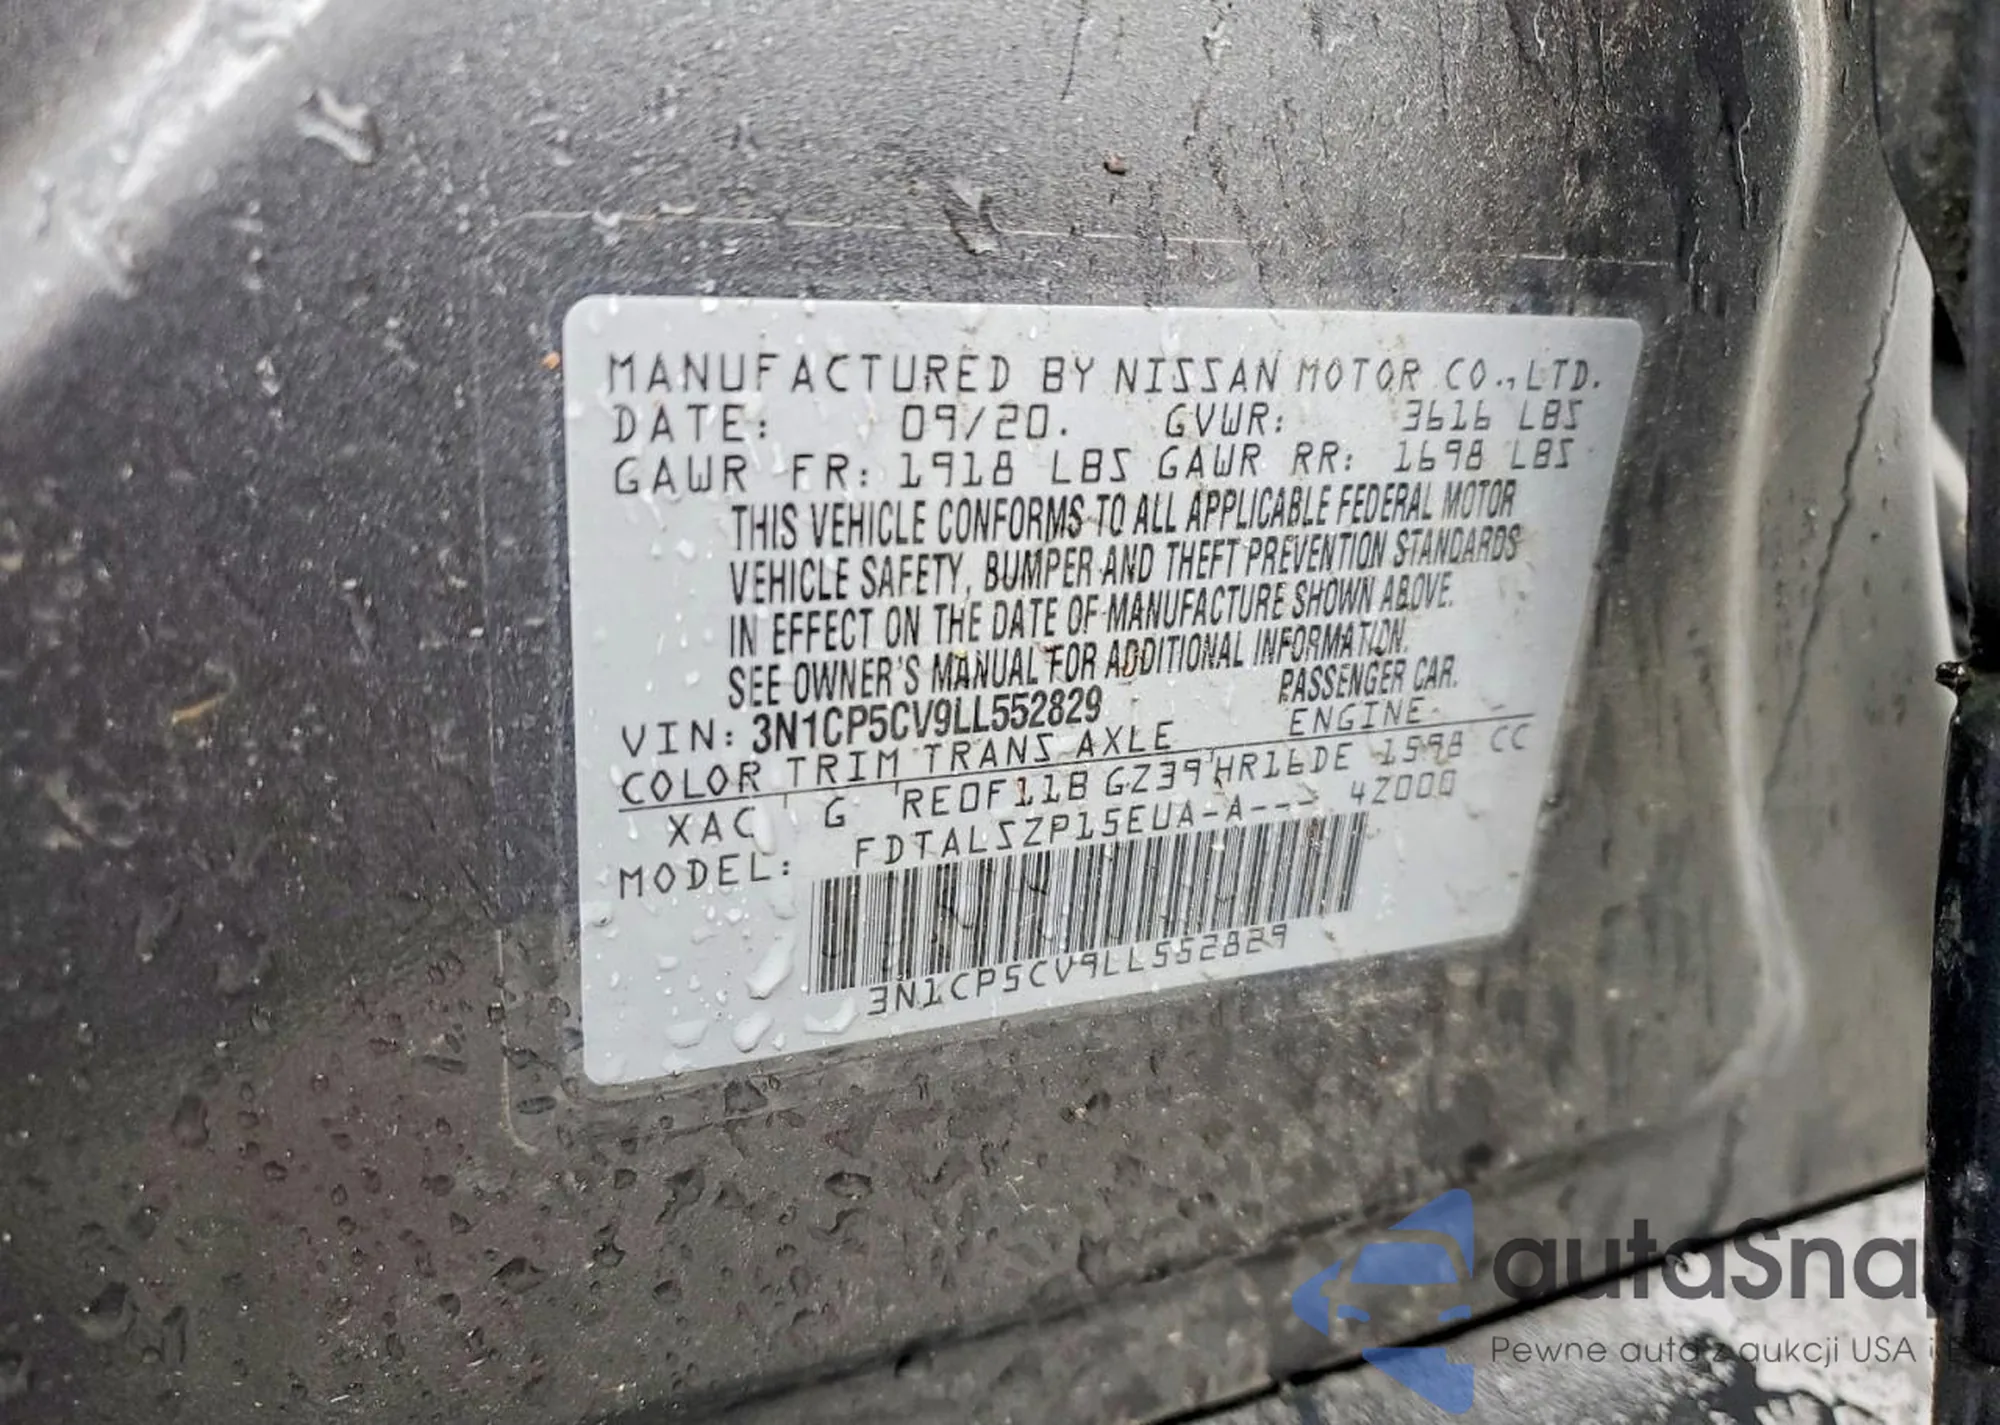 MANUFACTURED BY NISSAN MOTOR CO.,LTD.
DATE: 09/20. GVWR: 3616 LBS
GAWR FR: 1918 LBS GAWR RR: 1698 LBS
THIS VEHICLE CONFORMS TO ALL APPLICABLE FEDERAL MOTOR
VEHICLE SAFETY, BUMPER AND THEFT PREVENTION STANDARDS
IN EFFECT ON THE DATE OF MANUFACTURE SHOWN ABOVE.
SEE OWNER'S MANUAL FOR ADDITIONAL INFORMATION.
VIN: 3N1CP5CV9LL552829 PASSENGER CAR.
COLOR TRIM TRANS AXLE ENGINE
XAC G RE0F11B GZ39 HR16DE 1598 CC
MODEL: FDTALSZP15EUA-A--- 4Z000
3N1CP5CV9LL552829
autaSnap
Pewne auta z aukcji USA i